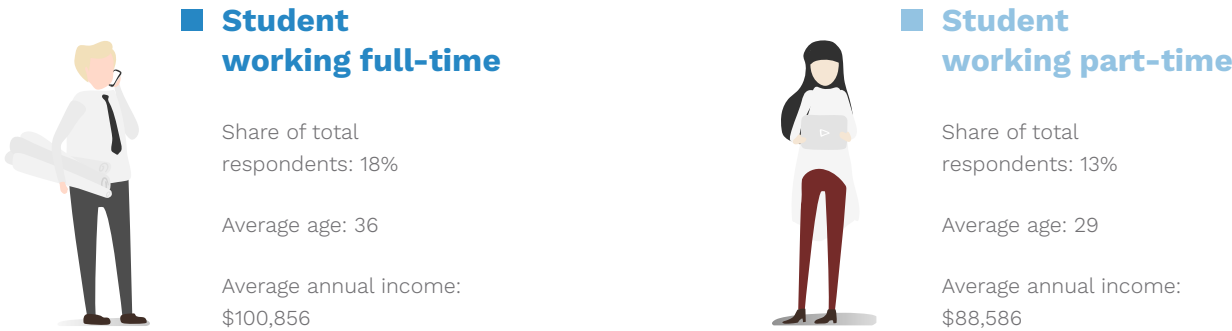 Student
working full-time
Share of total
respondents: 18%
Average age: 36
Average annual income:
$100,856
Student
working part-time
Share of total
respondents: 13%
Average age: 29
Average annual income:
$88,586